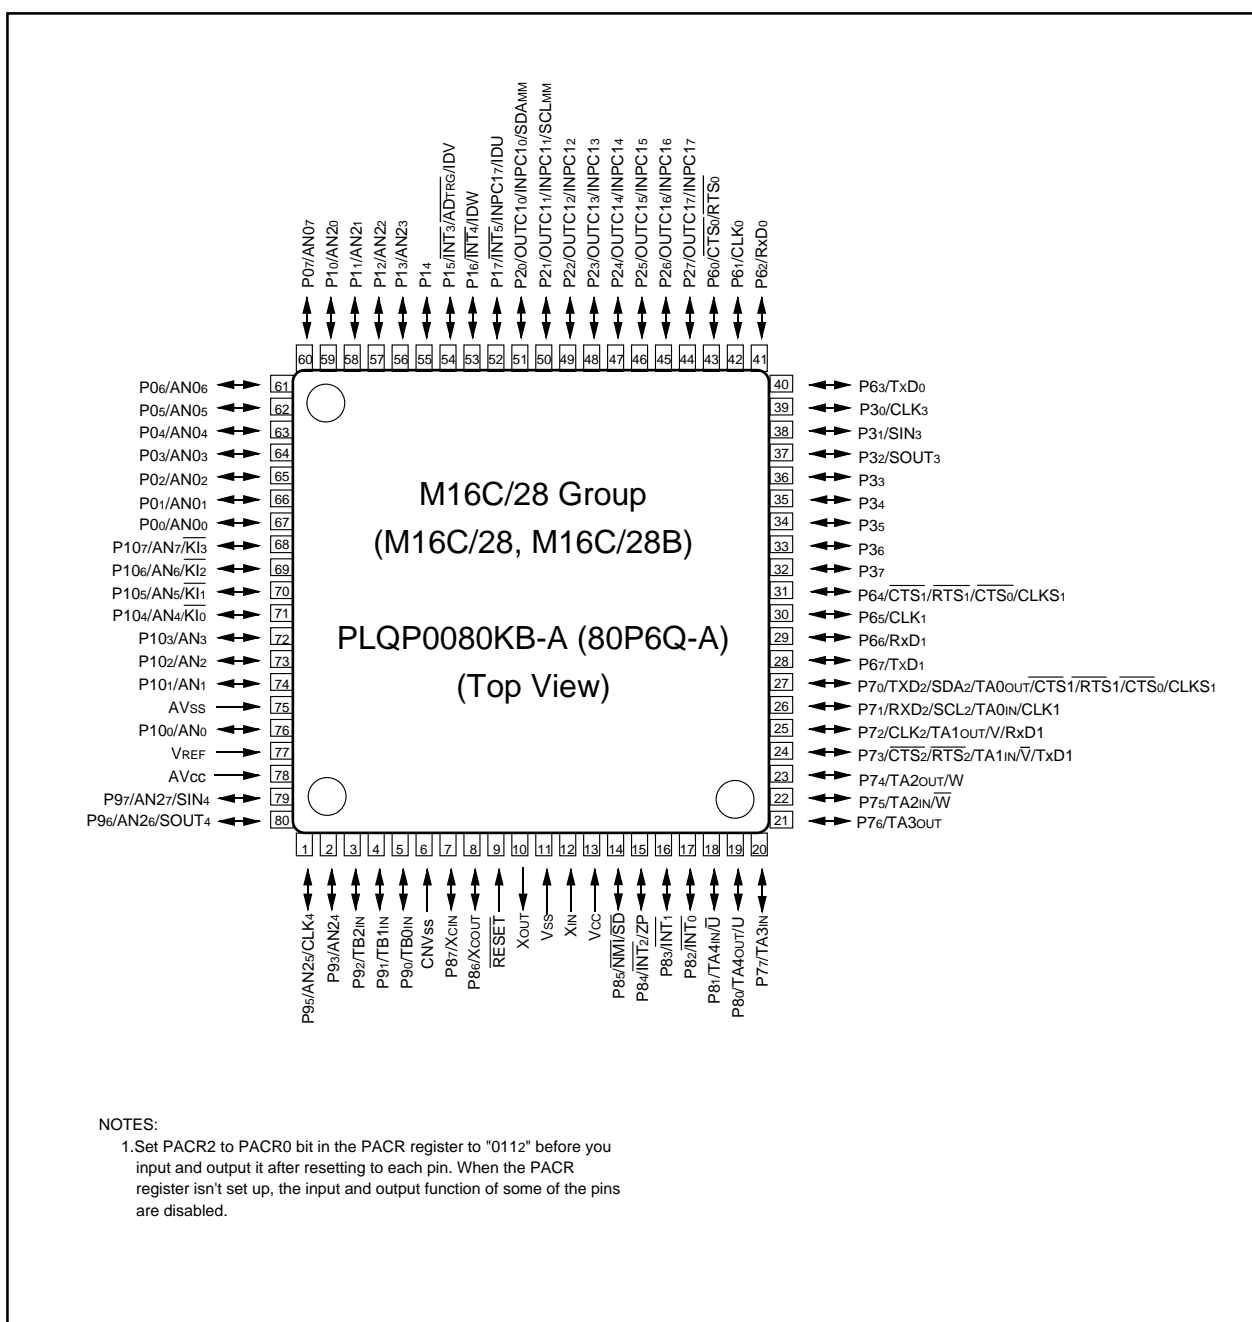 P07/AN07
P10/AN20
P11/AN21
P12/AN22
P13/AN23
P14
P15/INT3/ADTRG/IDV
P16/INT4/IDW
P17/INT5/INPC17/IDU
P20/OUTC10/INPC10/SDAMM
P21/OUTC11/INPC11/SCLMM
P22/OUTC12/INPC12
P23/OUTC13/INPC13
P24/OUTC14/INPC14
P25/OUTC15/INPC15
P26/OUTC16/INPC16
P27/OUTC17/INPC17
P60/CTS0/RTS0
P61/CLK0
P62/RxD0
60 59 58 57 56 55 54 53 52 51 50 49 48 47 46 45 44 43 42 41
P06/AN06 61
P05/AN05 62
P04/AN04 63
P03/AN03 64
P02/AN02 65
P01/AN01 66
P00/AN00 67
P107/AN7/KI3 68
P106/AN6/KI2 69
P105/AN5/KI1 70
P104/AN4/KI0 71
P103/AN3 72
P102/AN2 73
P101/AN1 74
AVSS 75
P100/AN0 76
VREF 77
AVCC 78
P97/AN27/SIN4 79
P96/AN26/SOUT4 80
M16C/28 Group
(M16C/28, M16C/28B)
PLQP0080KB-A (80P6Q-A)
(Top View)
40 P63/TXD0
39 P30/CLK3
38 P31/SIN3
37 P32/SOUT3
36 P33
35 P34
34 P35
33 P36
32 P37
31 P64/CTS1/RTS1/CTS0/CLKS1
30 P65/CLK1
29 P66/RxD1
28 P67/TXD1
27 P70/TXD2/SDA2/TA0OUT/CTS1/RTS1/CTS0/CLKS1
26 P71/RXD2/SCL2/TA0IN/CLK1
25 P72/CLK2/TA1OUT/V/RxD1
24 P73/CTS2/RTS2/TA1IN/V/TxD1
23 P74/TA2OUT/W
22 P75/TA2IN/W
21 P76/TA3OUT
1 2 3 4 5 6 7 8 9 10 11 12 13 14 15 16 17 18 19 20
P95/AN25/CLK4
P93/AN24
P92/TB2IN
P91/TB1IN
P90/TB0IN
CNVSS
P87/XCIN
P86/XCOUT
RESET
XOUT
VSS
XIN
VCC
P85/NMI/SD
P84/INT2/ZP
P83/INT1
P82/INT0
P81/TA4IN/U
P80/TA4OUT/U
P77/TA3IN
NOTES:
1.Set PACR2 to PACR0 bit in the PACR register to "0112" before you
input and output it after resetting to each pin. When the PACR
register isn't set up, the input and output function of some of the pins
are disabled.